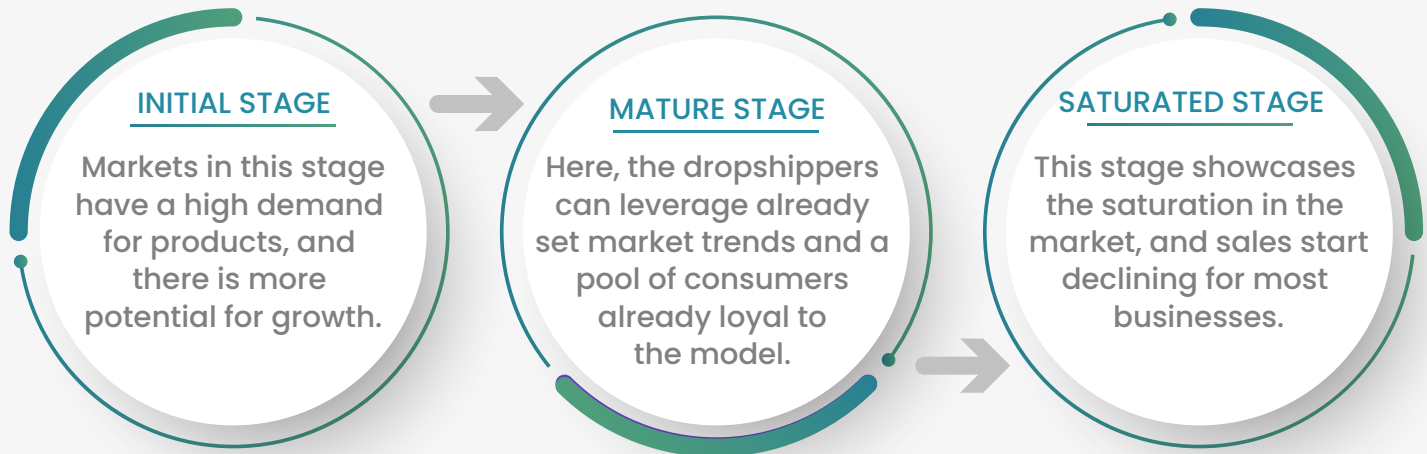 INITIAL STAGE
Markets in this stage
have a high demand
for products, and
there is more
potential for growth.
MATURE STAGE
Here, the dropshippers
can leverage already
set market trends and a
pool of consumers
already loyal to
the model.
SATURATED STAGE
This stage showcases
the saturation in the
market, and sales start
declining for most
businesses.